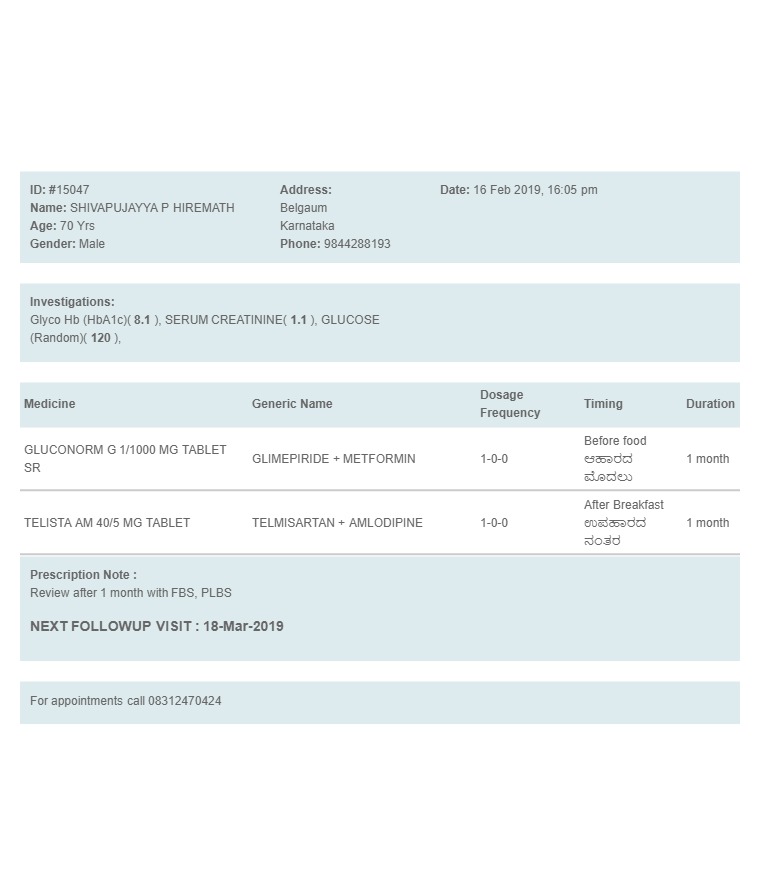 ID: #15047
Name: SHIVAPUJAYYA P HIREMATH
Age: 70 Yrs
Gender: Male
Address:
Belgaum
Karnataka
Phone: 9844288193
Date: 16 Feb 2019, 16:05 pm
Investigations:
Glyco Hb (HbA1c)( 8.1 ), SERUM CREATININE( 1.1 ), GLUCOSE
(Random)( 120 ),
Medicine Generic Name Dosage Frequency Timing Duration
GLUCONORM G 1/1000 MG TABLET
SR
GLIMEPIRIDE + METFORMIN
1-0-0
Before food
ಆಹಾರದ
ಮೊದಲು
1 month
TELISTA AM 40/5 MG TABLET
TELMISARTAN + AMLODIPINE
1-0-0
After Breakfast
ಉಪಹಾರದ
ನಂತರ
1 month
Prescription Note :
Review after 1 month with FBS, PLBS
NEXT FOLLOWUP VISIT : 18-Mar-2019
For appointments call 08312470424